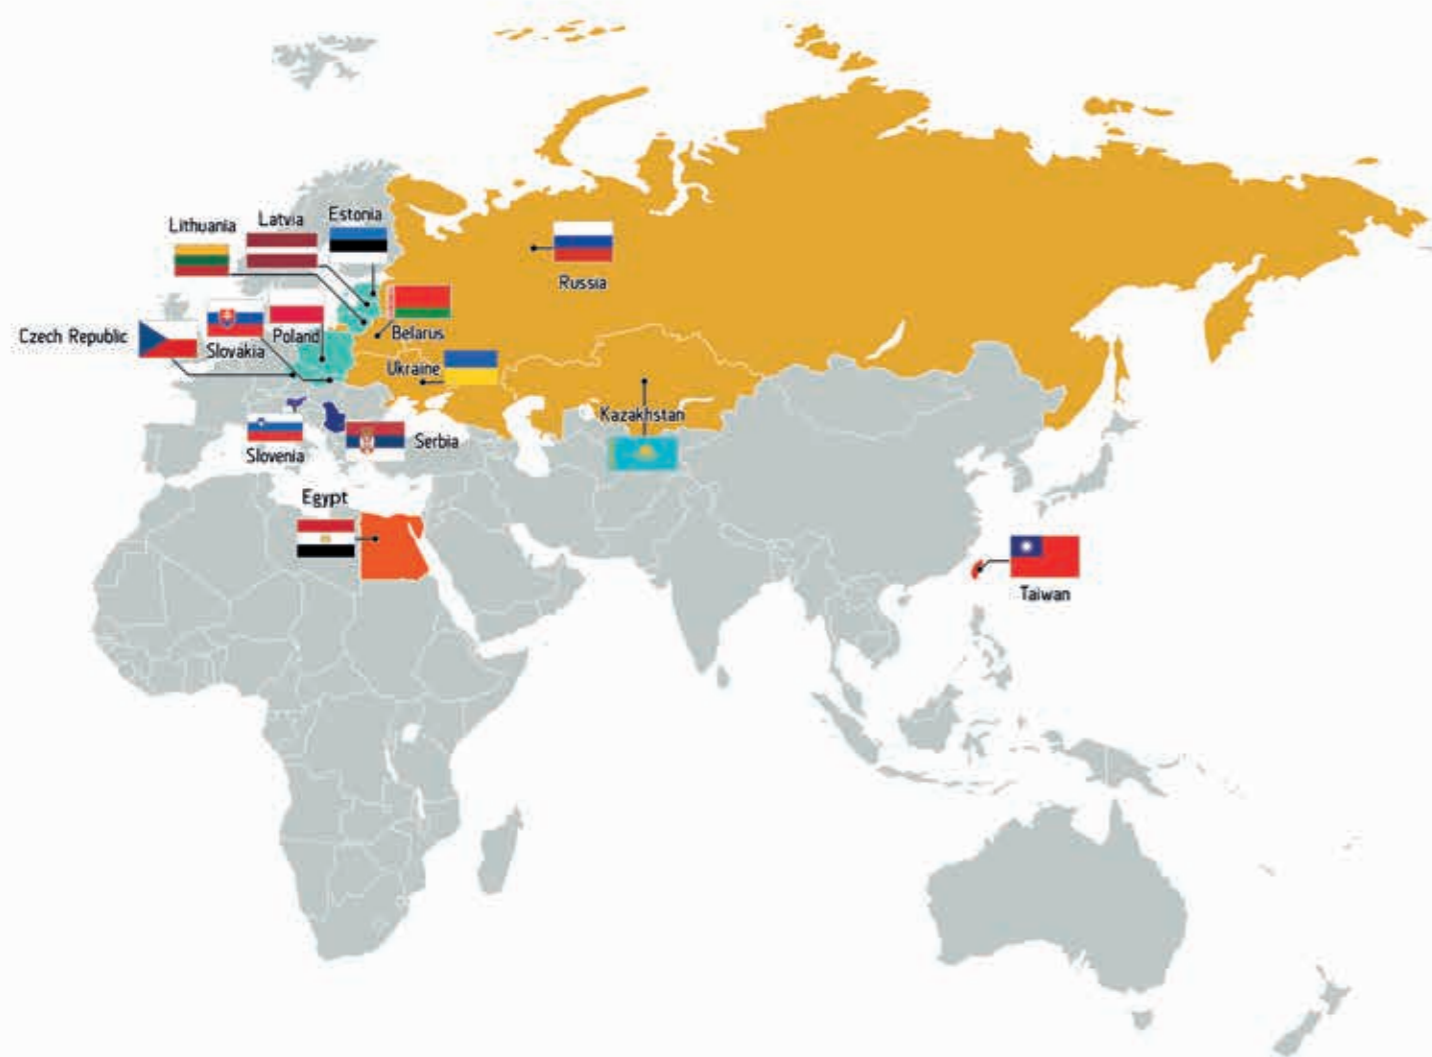 Estonia
Latvia
Lithuania
Russia
Belarus
Poland
Czech Republic
Slovakia
Ukraine
Kazakhstan
Serbia
Slovenia
Egypt
Taiwan